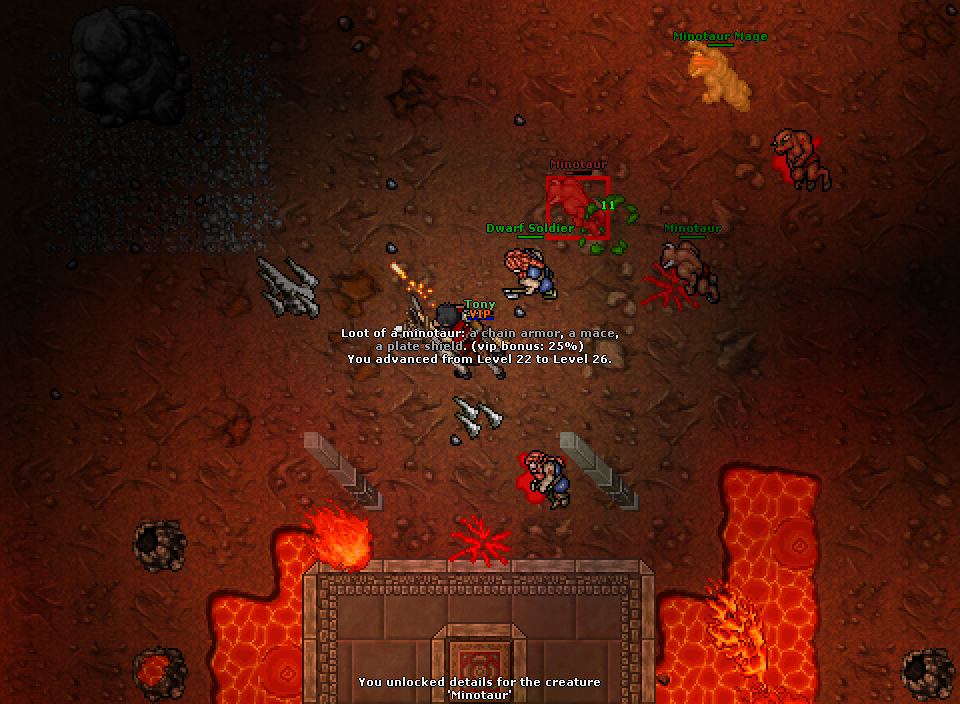 Minotaur Mage
Minotaur
11
Dwarf Soldier
Minotaur
Tony
VIP
Loot of a minotaur: a chain armor, a mace,
a plate shield. (vip bonus: 25%)
You advanced from Level 22 to Level 26.
You unlocked details for the creature
'Minotaur'